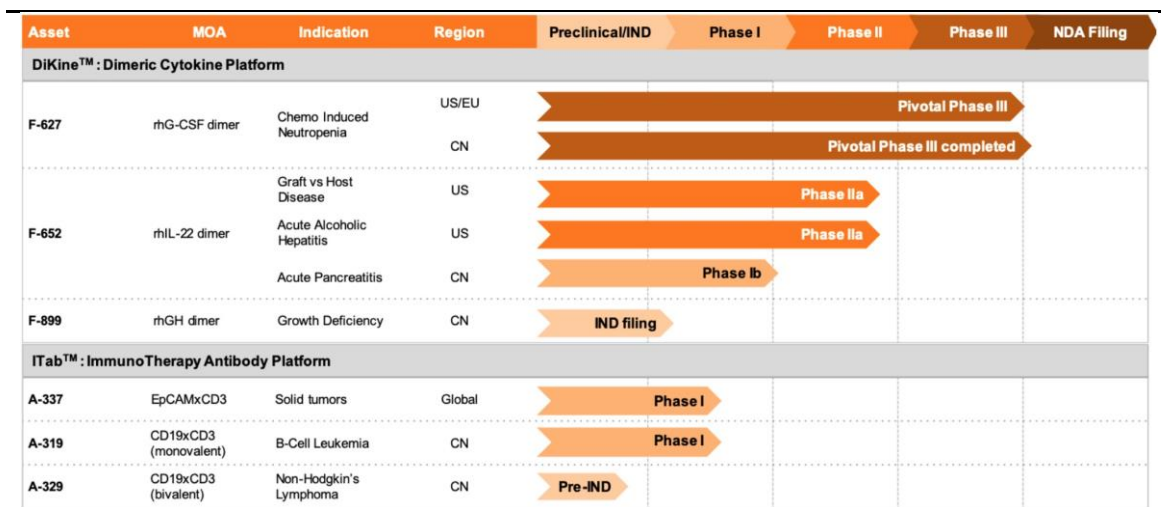 Asset MOA Indication Region Preclinical/IND Phase I Phase II Phase III NDA Filing
DiKine™ : Dimeric Cytokine Platform
F-627 rhG-CSF dimer Chemo Induced
Neutropenia
US/EU Pivotal Phase III
CN Pivotal Phase III completed
F-652 rhIL-22 dimer
Graft vs Host
Disease
US Phase IIa
Acute Alcoholic
Hepatitis
US Phase IIa
Acute Pancreatitis CN Phase Ib
F-899 rhGH dimer Growth Deficiency CN IND filing
ITab™ : ImmunoTherapy Antibody Platform
A-337 EpCAMxCD3 Solid tumors Global Phase I
A-319 CD19xCD3
(monovalent)
B-Cell Leukemia CN Phase I
A-329 CD19xCD3
(bivalent)
Non-Hodgkin's
Lymphoma
CN Pre-IND